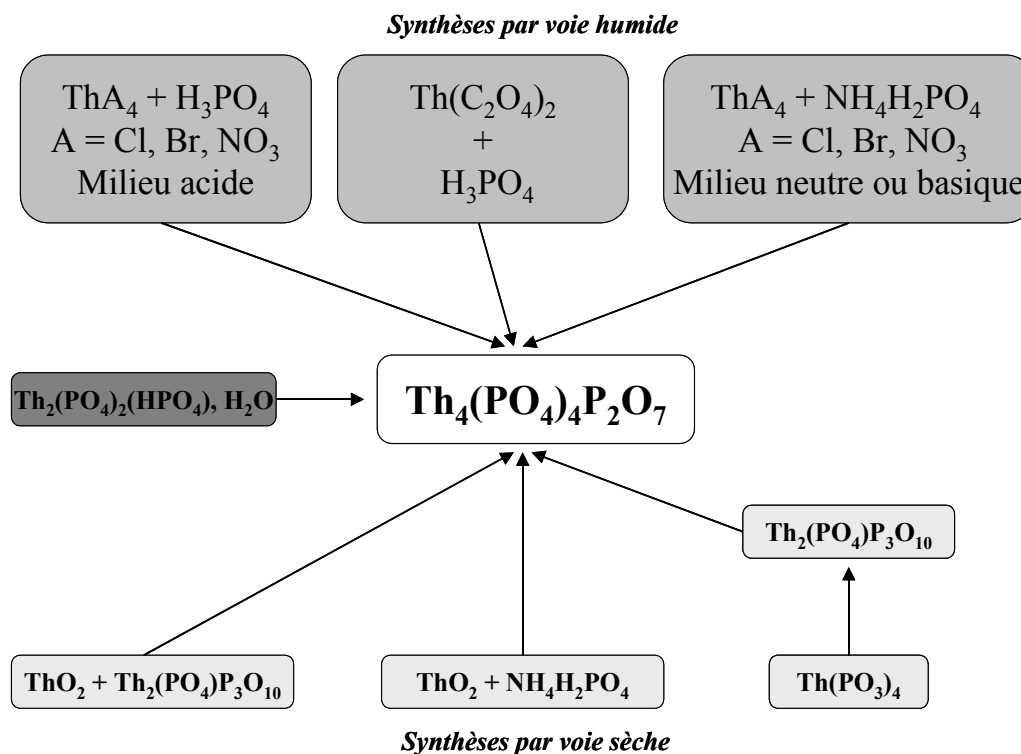 Synthèses par voie humide
ThA₄ + H₃PO₄
A = Cl, Br, NO₃
Milieu acide
Th(C₂O₄)₂
+
H₃PO₄
ThA₄ + NH₄H₂PO₄
A = Cl, Br, NO₃
Milieu neutre ou basique
Th₂(PO₄)₂(HPO₄), H₂O
Th₄(PO₄)₄P₂O₇
Th₂(PO₄)P₃O₁₀
ThO₂ + Th₂(PO₄)P₃O₁₀
ThO₂ + NH₄H₂PO₄
Th(PO₃)₄
Synthèses par voie sèche